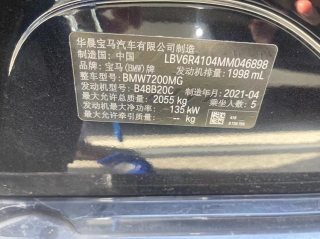 华晨宝马汽车有限公司制造
制造国：中国 LBV6R4104MM046898
品牌：宝马(BMW)牌 发动机排量：1998 mL
整车型号：BMW7200MG
发动机型号：B48B20C 制造年月：2021-04
最大允许总质量：2055 kg 乘坐人数：5
发动机最大净功率：135 kW
最大允许牵引质量：-- kg